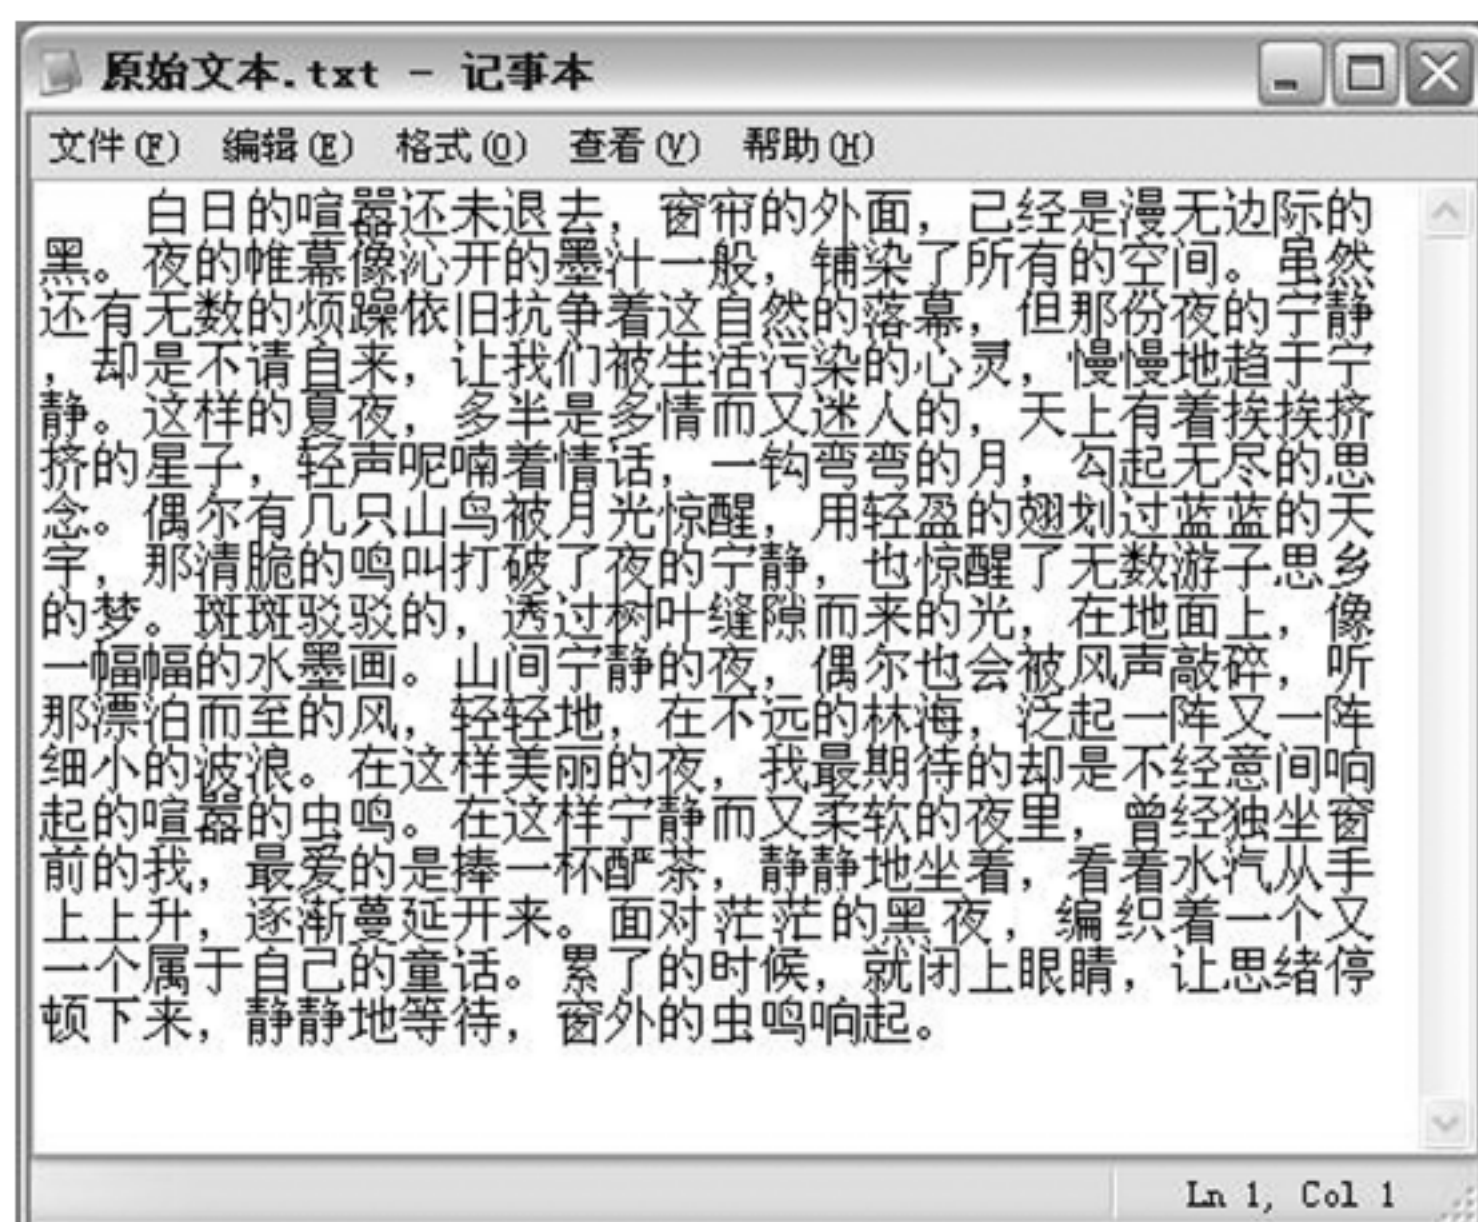 原始文本.txt - 记事本
文件(F) 编辑(E) 格式(O) 查看(V) 帮助(H)
白日的喧嚣还未退去，窗帘的外面，己经是漫无边际的
黑。夜的帷幕像沁开的墨汁一般，铺染了所有的空间。虽然
还有无数的烦躁依旧抗争着这自然的落幕，但那份夜的宁静
，却是不请自来，让我们被生活污染的心灵，慢慢地趋于宁
静。这样的夏夜，多半是多情而又迷人的，天上有着挨挨挤
挤的星子，轻声呢喃着情话，一钩弯弯的月，勾起无尽的思
念。偶尔有几只山鸟被月光惊醒，用轻盈的翅划过蓝蓝的天
宇，那清脆的鸣叫打破了夜的宁静，也惊醒了无数游子思乡
的梦。斑斑驳驳的，透过树叶缝隙而来的光，在地面上，像
一幅幅的水墨画。山间宁静的夜，偶尔也会被风声敲碎，听
那漂泊而至的风，轻轻地，在不远的林海，泛起一阵又一阵
细小的波浪。在这样美丽的夜，我最期待的却是不经意间响
起的喧嚣的虫鸣。在这样宁静而又柔软的夜里，曾经独坐窗
前的我，最爱的是捧一杯酽茶，静静地坐着，看着水汽从手
上上升，逐渐蔓延开来。面对茫茫的黑夜，编织着一个又
一个属于自己的童话。累了的时候，就闭上眼睛，让思绪停
顿下来，静静地等待，窗外的虫鸣响起。
Ln 1, Col 1